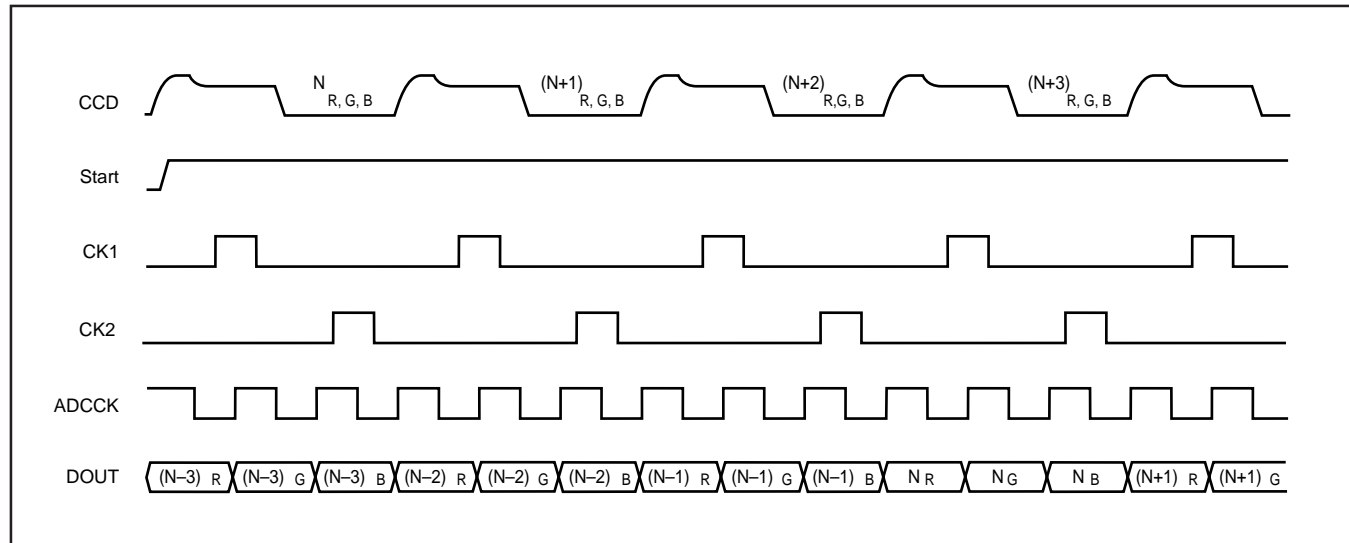 CCD
N R, G, B
(N+1) R, G, B
(N+2) R,G, B
(N+3) R, G, B
Start
CK1
CK2
ADCCK
DOUT
(N–3) R
(N–3) G
(N–3) B
(N–2) R
(N–2) G
(N–2) B
(N–1) R
(N–1) G
(N–1) B
N R
N G
N B
(N+1) R
(N+1) G